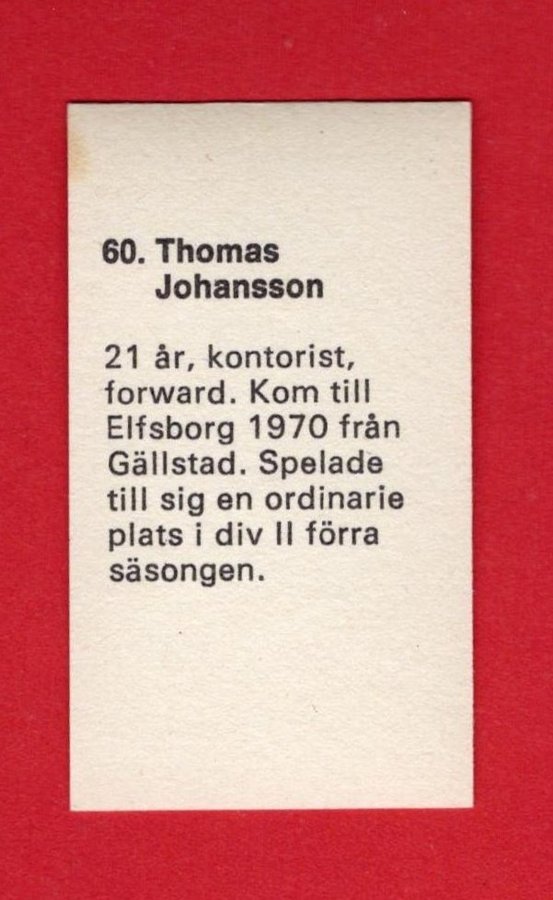 60. Thomas
Johansson
21 år, kontorist,
forward. Kom till
Elfsborg 1970 från
Gällstad. Spelade
till sig en ordinarie
plats i div II förra
säsongen.